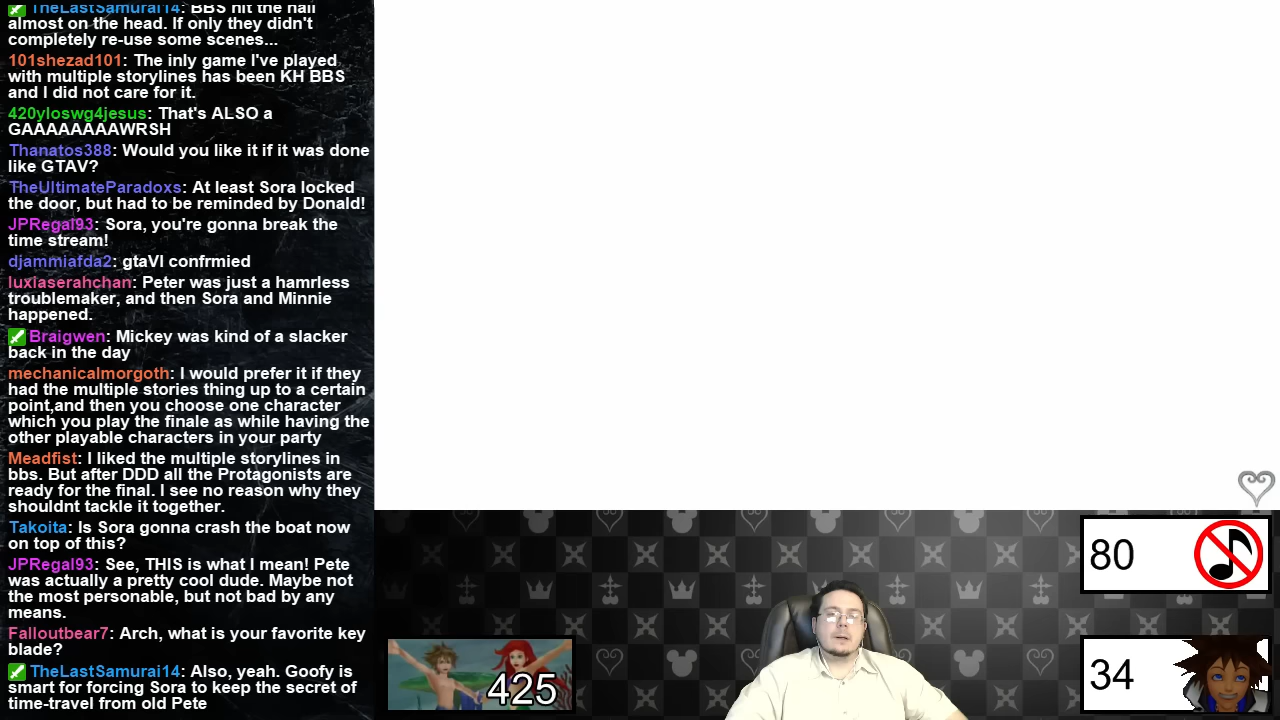 TheLastSamurai14: BBS hit the nail
almost on the head. If only they didn't
completely re-use some scenes...
101shezad101: The inly game I've played
with multiple storylines has been KH BBS
and I did not care for it.
420yloswg4jesus: That's ALSO a
GAAAAAAAAWRSH
Thanatos388: Would you like it if it was done
like GTAV?
TheUltimateParadoxs: At least Sora locked
the door, but had to be reminded by Donald!
JPRegal93: Sora, you're gonna break the
time stream!
djammiafda2: gtaVI confrmied
luxiaserahchan: Peter was just a hamrless
troublemaker, and then Sora and Minnie
happened.
Braigwen: Mickey was kind of a slacker
back in the day
mechanicalmorgoth: I would prefer it if they
had the multiple stories thing up to a certain
point,and then you choose one character
which you play the finale as while having the
other playable characters in your party
Meadfist: I liked the multiple storylines in
bbs. But after DDD all the Protagonists are
ready for the final. I see no reason why they
shouldnt tackle it together.
Takoita: Is Sora gonna crash the boat now
on top of this?
JPRegal93: See, THIS is what I mean! Pete
was actually a pretty cool dude. Maybe not
the most personable, but not bad by any
means.
Falloutbear7: Arch, what is your favorite key
blade?
TheLastSamurai14: Also, yeah. Goofy is
smart for forcing Sora to keep the secret of
time-travel from old Pete
425
80
34